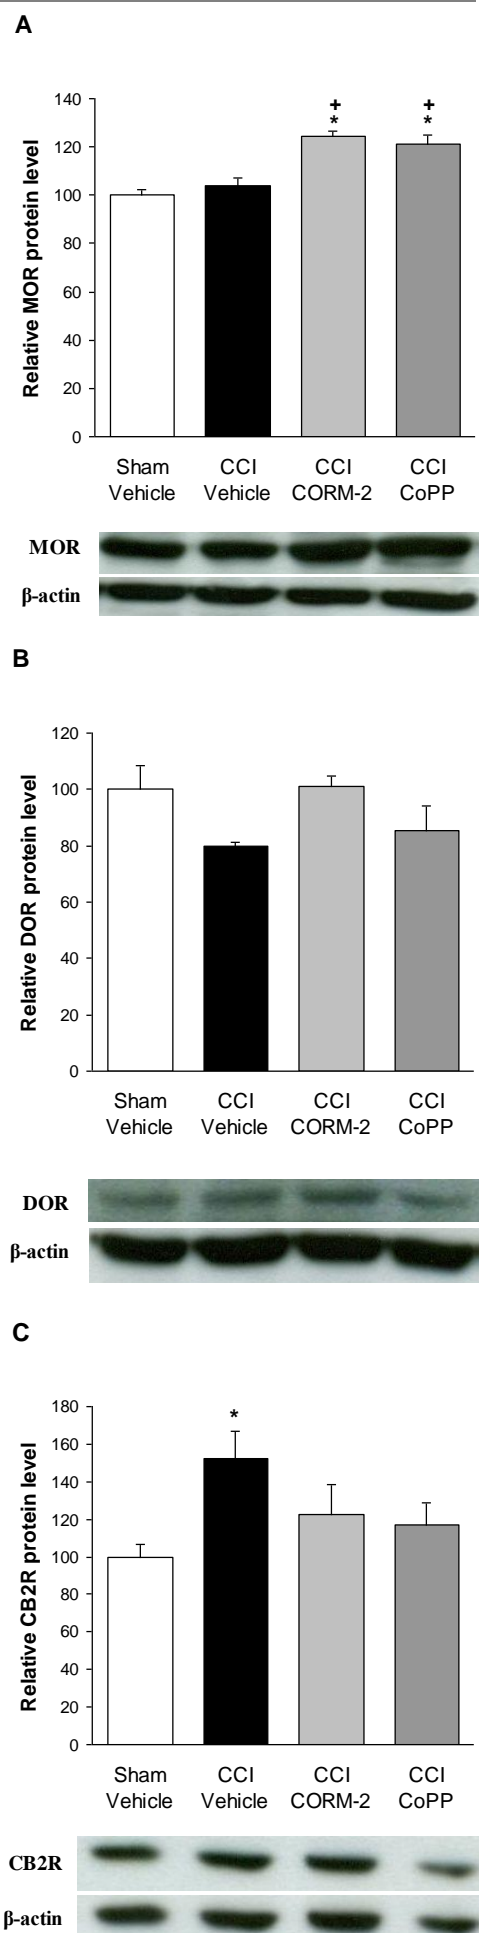 A
Relative MOR protein level
140
120
100
80
60
40
20
0
+ +
* *
Sham CCI CCI CCI
Vehicle Vehicle CORM-2 CoPP
MOR
β-actin
B
Relative DOR protein level
120
100
80
60
40
20
0
Sham CCI CCI CCI
Vehicle Vehicle CORM-2 CoPP
DOR
β-actin
C
Relative CB2R protein level
180
160
140
120
100
80
60
40
20
0
*
Sham CCI CCI CCI
Vehicle Vehicle CORM-2 CoPP
CB2R
β-actin